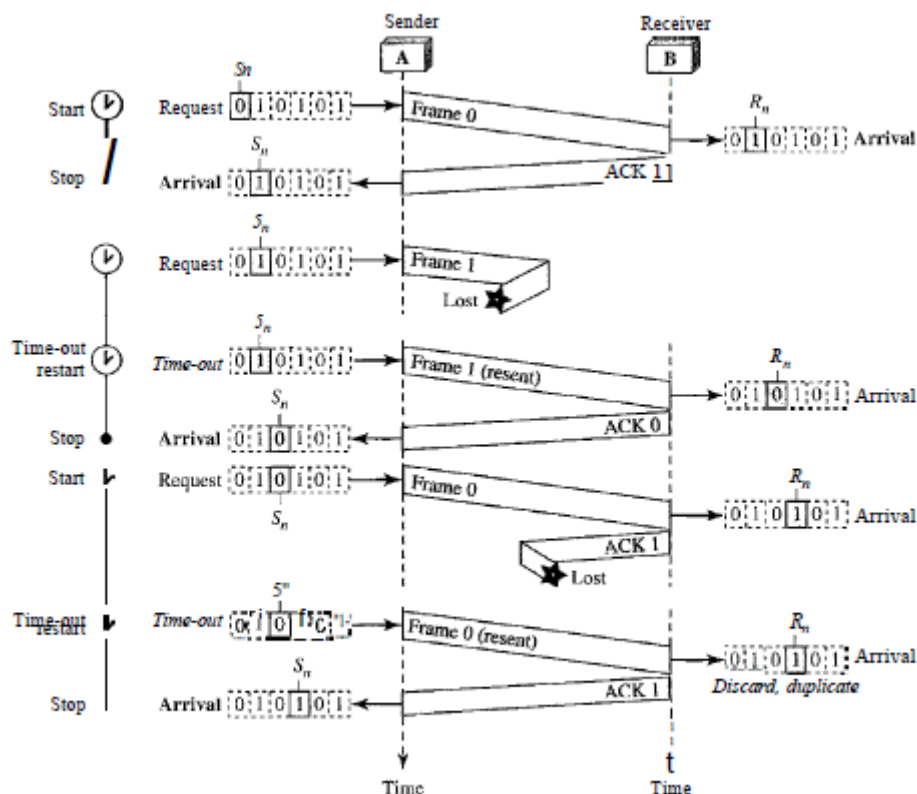 Sender
Receiver
A
B
Sn
Start
Request
0 1 0 1 0 1
Frame 0
Rn
0 1 0 1 0 1
Arrival
Sn
Stop
Arrival
0 1 0 1 0 1
ACK 1
5n
Request
0 1 0 1 0 1
Frame 1
Lost
5n
Time-out
restart
Time-out
0 1 0 1 0 1
Frame 1 (resent)
Rn
0 1 0 1 0 1
Arrival
Sn
Stop
Arrival
0 1 0 1 0 1
ACK 0
Start
Request
0 1 0 1 0 1
Frame 0
Rn
0 1 0 1 0 1
Arrival
Sn
ACK 1
Lost
5n
Time-out
restart
Time-out
Frame 0 (resent)
Rn
0 1 0 1 0 1
Arrival
Discard, duplicate
Sn
Stop
Arrival
0 1 0 1 0 1
ACK 1
t
Time
Time